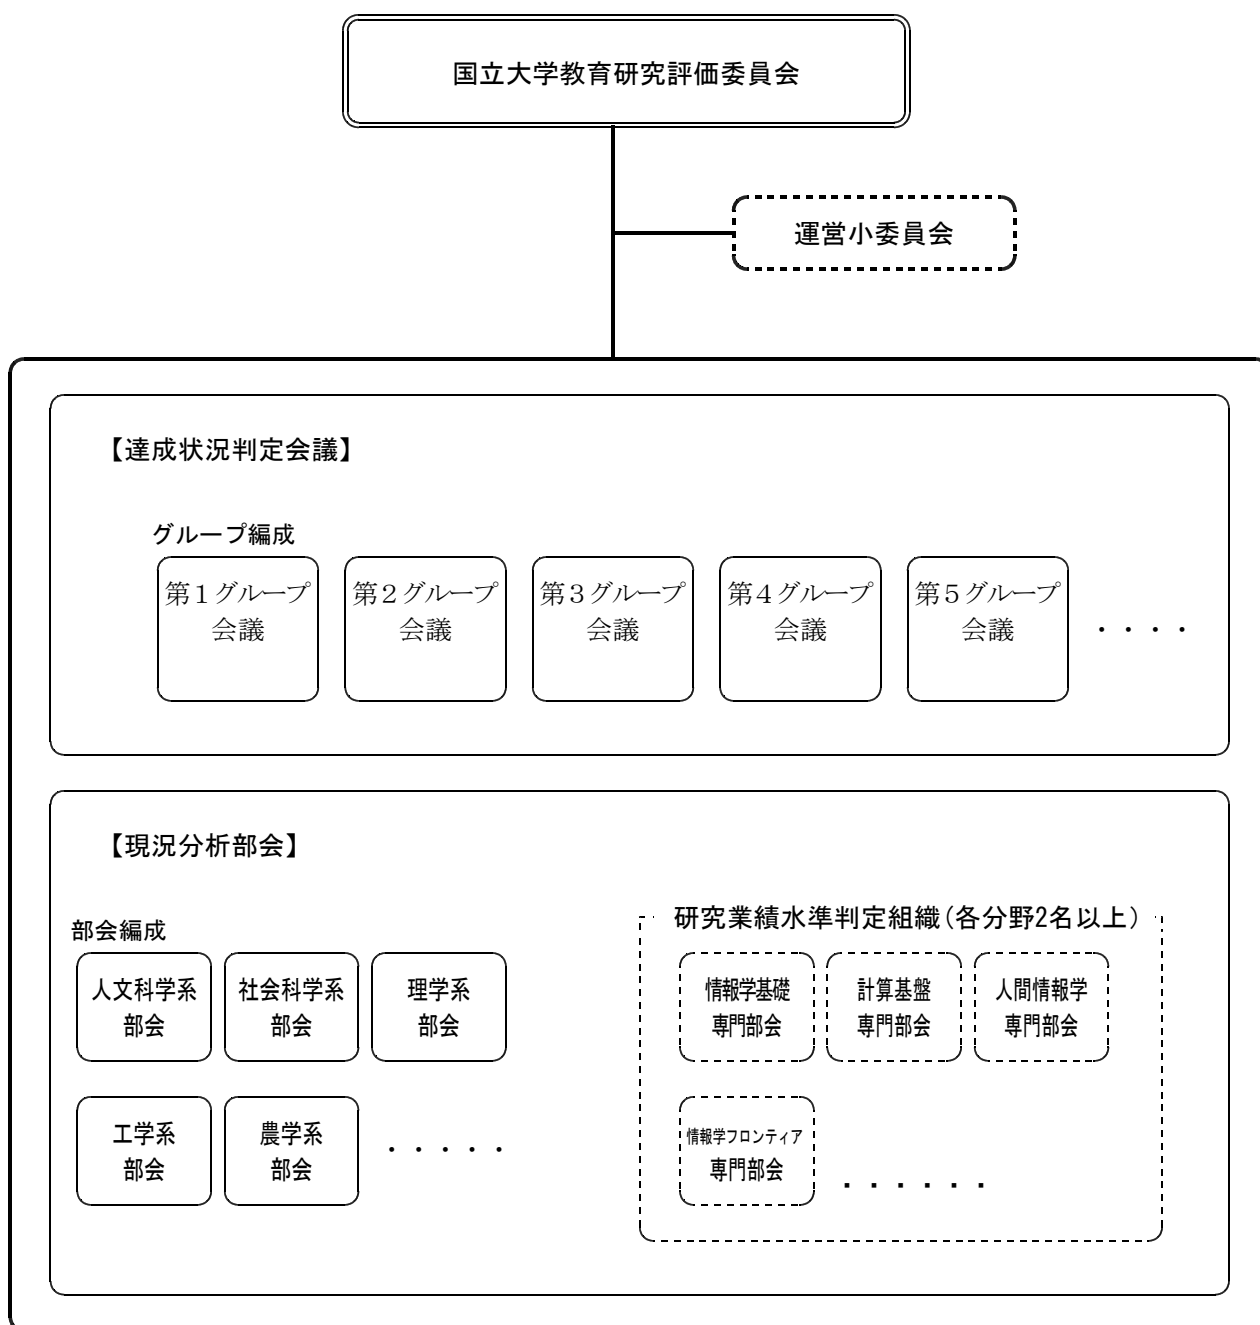 国立大学教育研究評価委員会
運営小委員会
【達成状況判定会議】
グループ編成
第１グループ
会議
第２グループ
会議
第３グループ
会議
第４グループ
会議
第５グループ
会議
・・・・
【現況分析部会】
部会編成
人文科学系
部会
社会科学系
部会
理学系
部会
工学系
部会
農学系
部会
・・・・・
研究業績水準判定組織（各分野2名以上）
情報学基礎
専門部会
計算基盤
専門部会
人間情報学
専門部会
情報学フロンティア
専門部会
・・・・・・